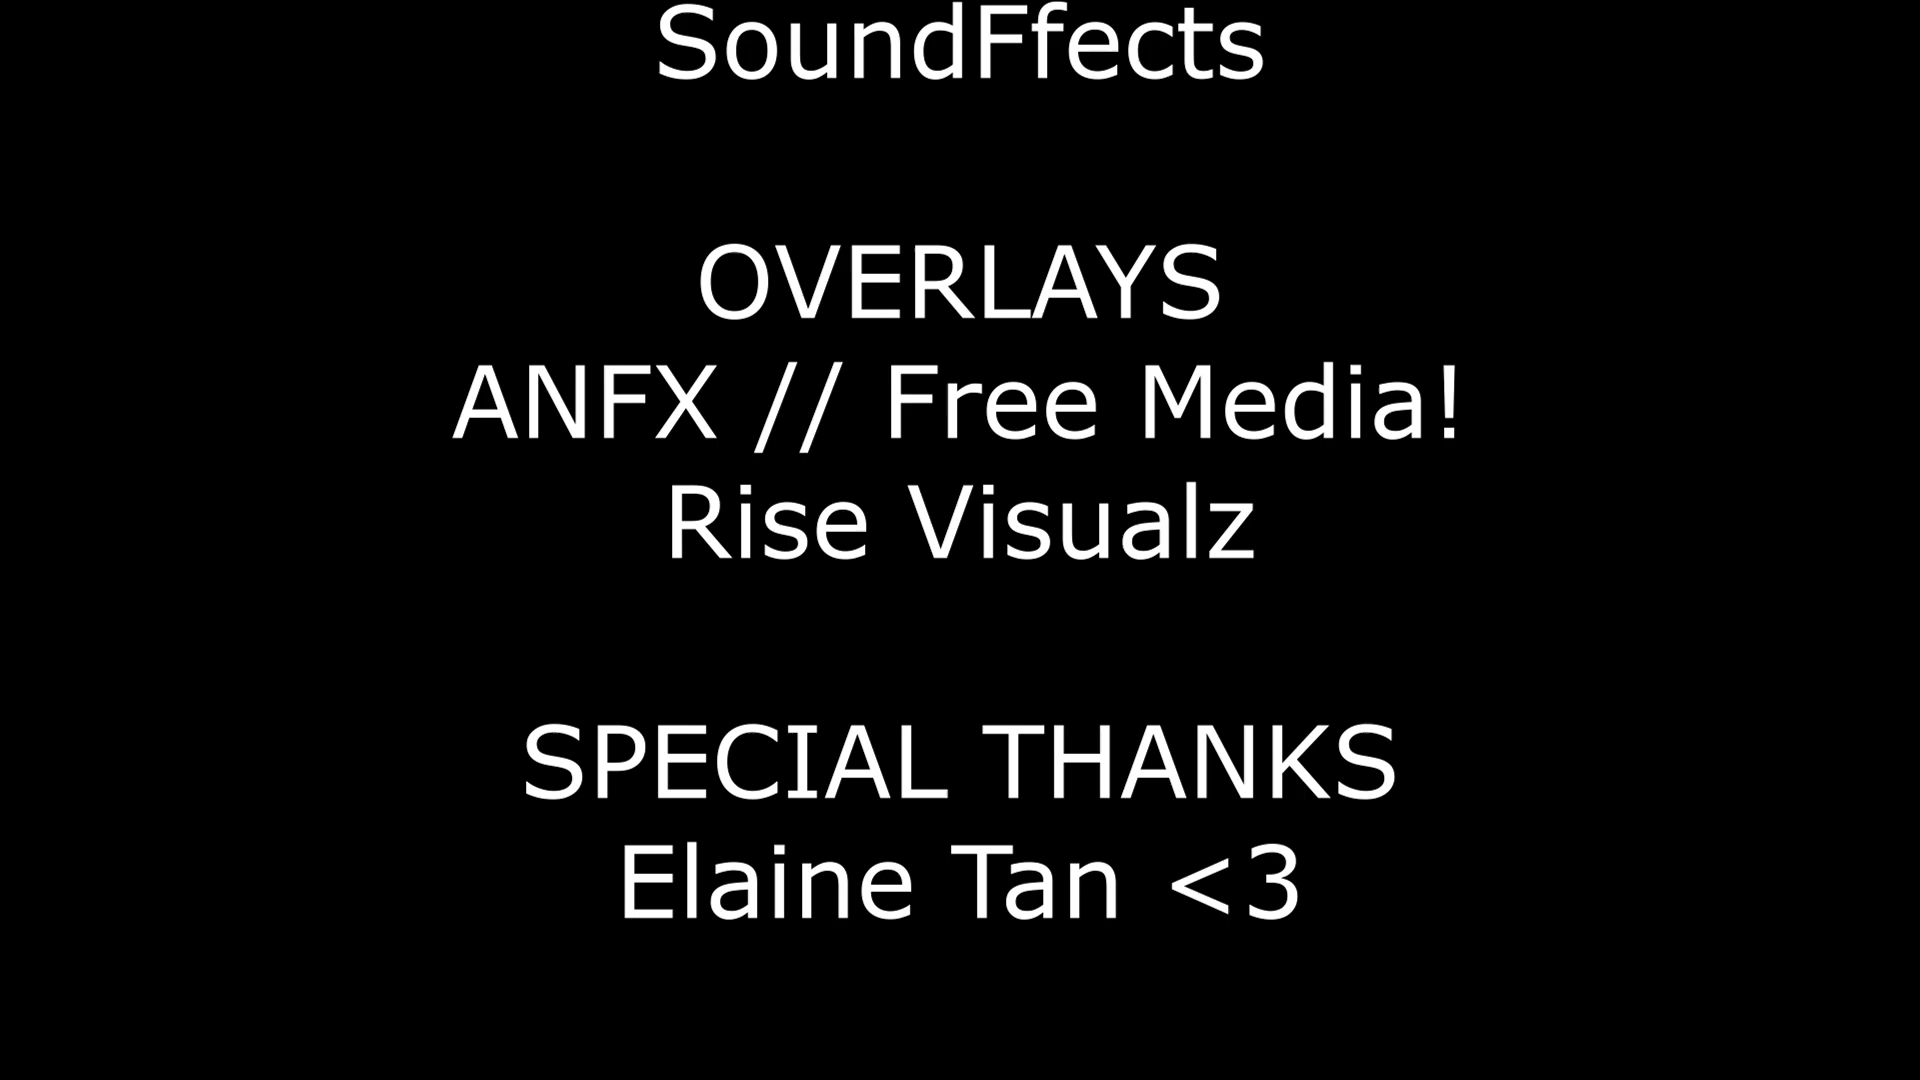 SoundFfects
OVERLAYS
ANFX // Free Media!
Rise Visualz
SPECIAL THANKS
Elaine Tan <3